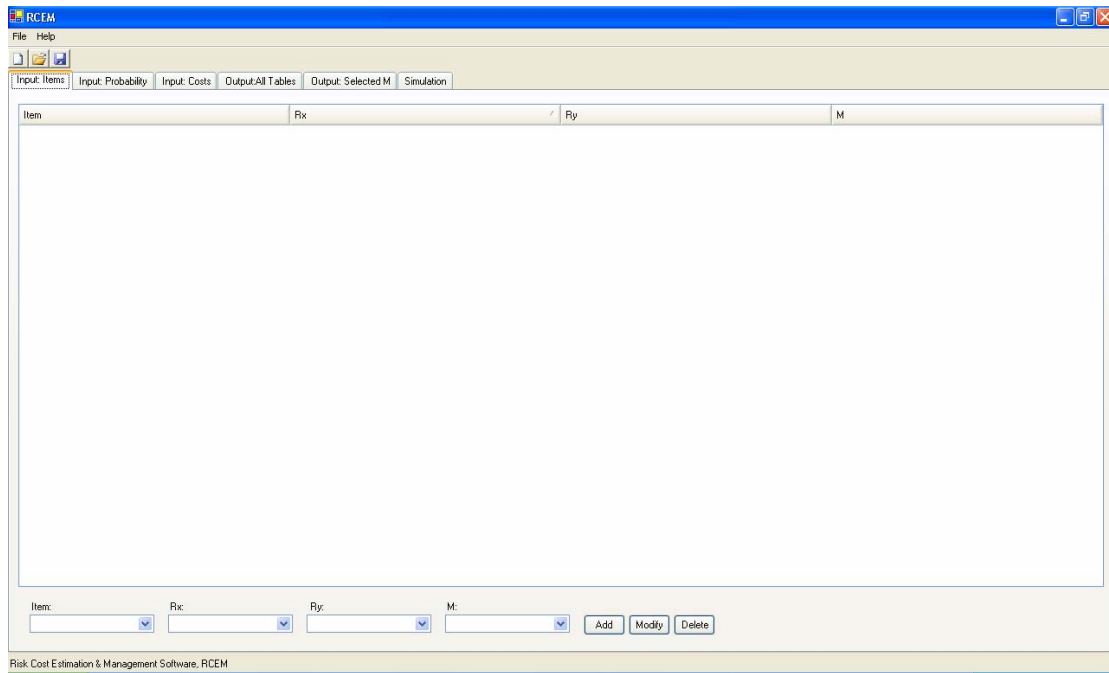 RCEM
File Help
Input: Items Input: Probability Input: Costs Output:All Tables Output: Selected M Simulation
Item Rx Ry M
Item: Rx: Ry: M:
Add Modify Delete
Risk Cost Estimation & Management Software, RCEM